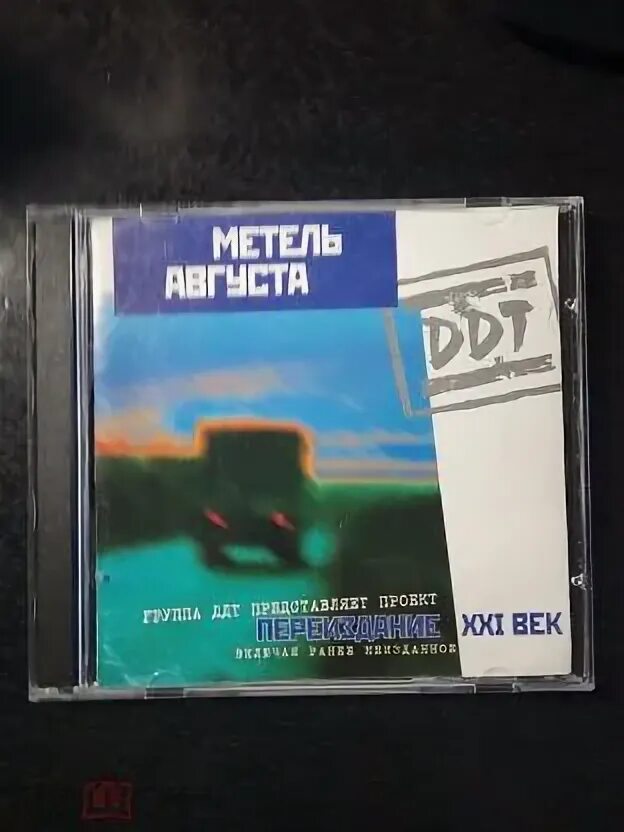 МЕТЕЛЬ
АВГУСТА
DDT
ГРУППА ДДТ ПРЕДСТАВЛЯЕТ ПРОЕКТ
ПЕРЕИЗДАНИЕ
XXI ВЕК
ВКЛЮЧАЯ РАНЕЕ НЕИЗДАННОЕ